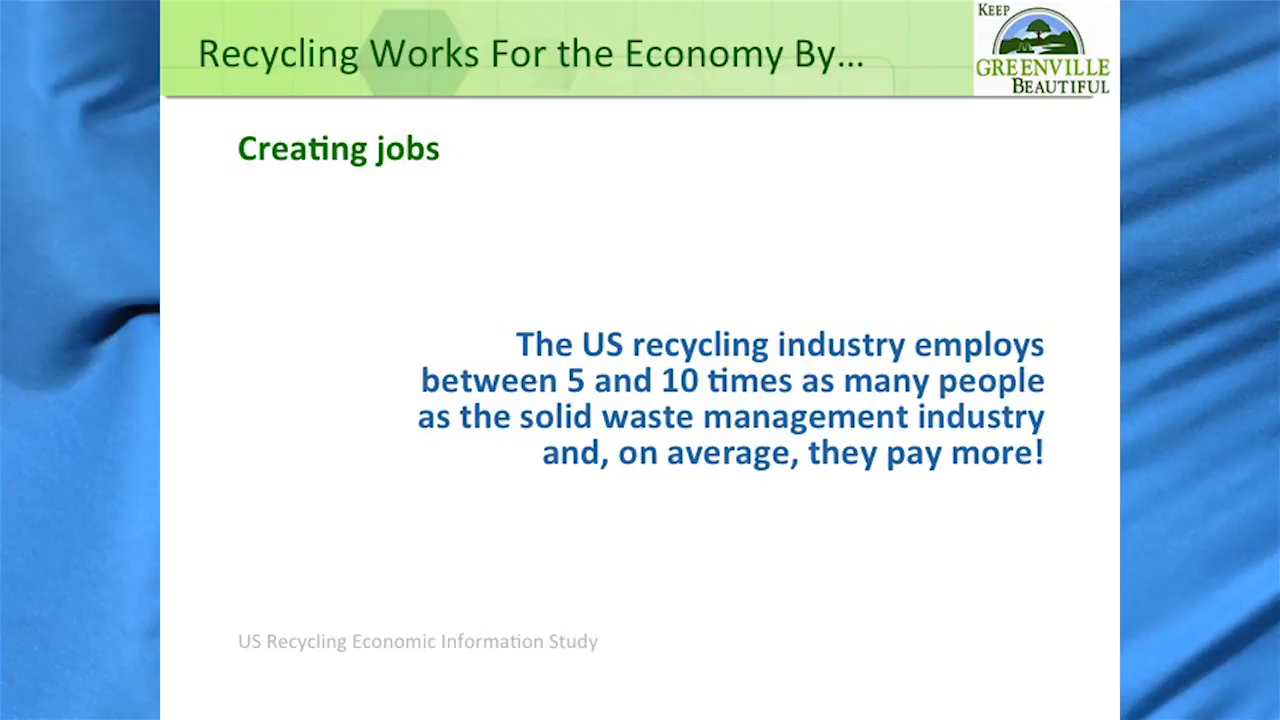 Recycling Works For the Economy By...
KEEP
GREENVILLE
BEAUTIFUL
Creating jobs
The US recycling industry employs
between 5 and 10 times as many people
as the solid waste management industry
and, on average, they pay more!
US Recycling Economic Information Study